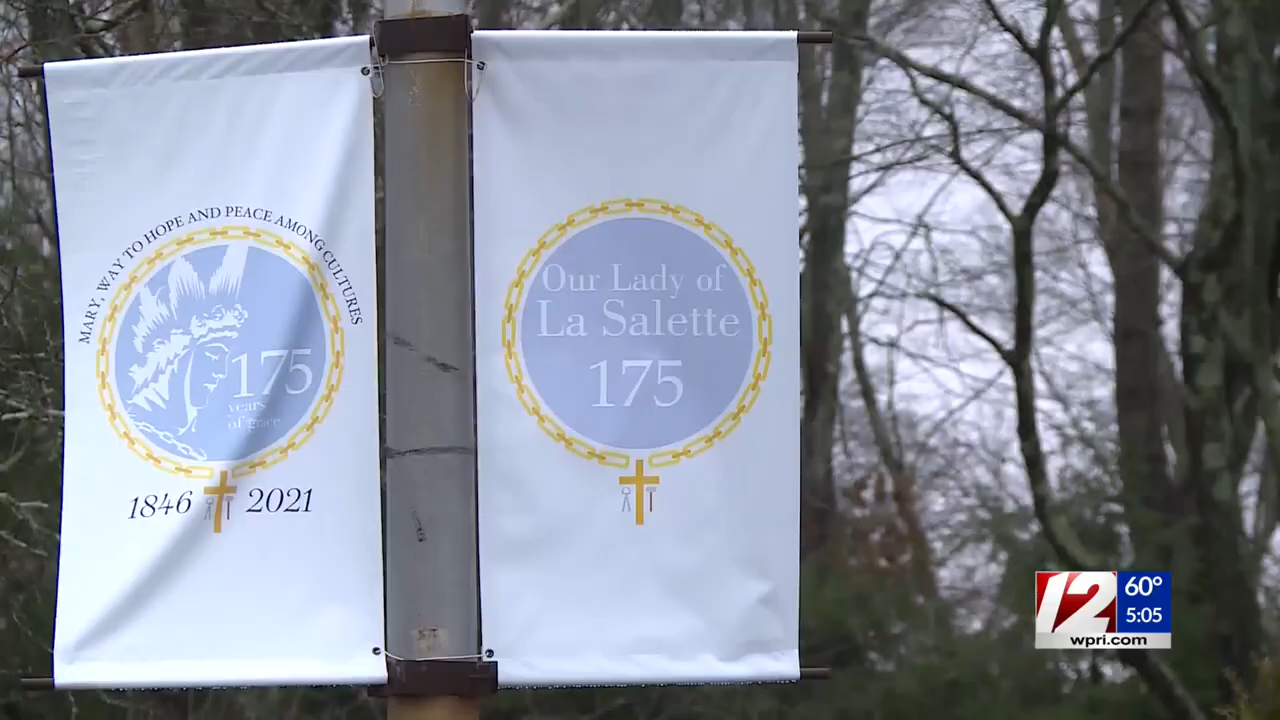 MARY, WAY TO HOPE AND PEACE AMONG CULTURES
175
years
of grace
1846 2021
Our Lady of
La Salette
175
12
60°
5:05
wpri.com